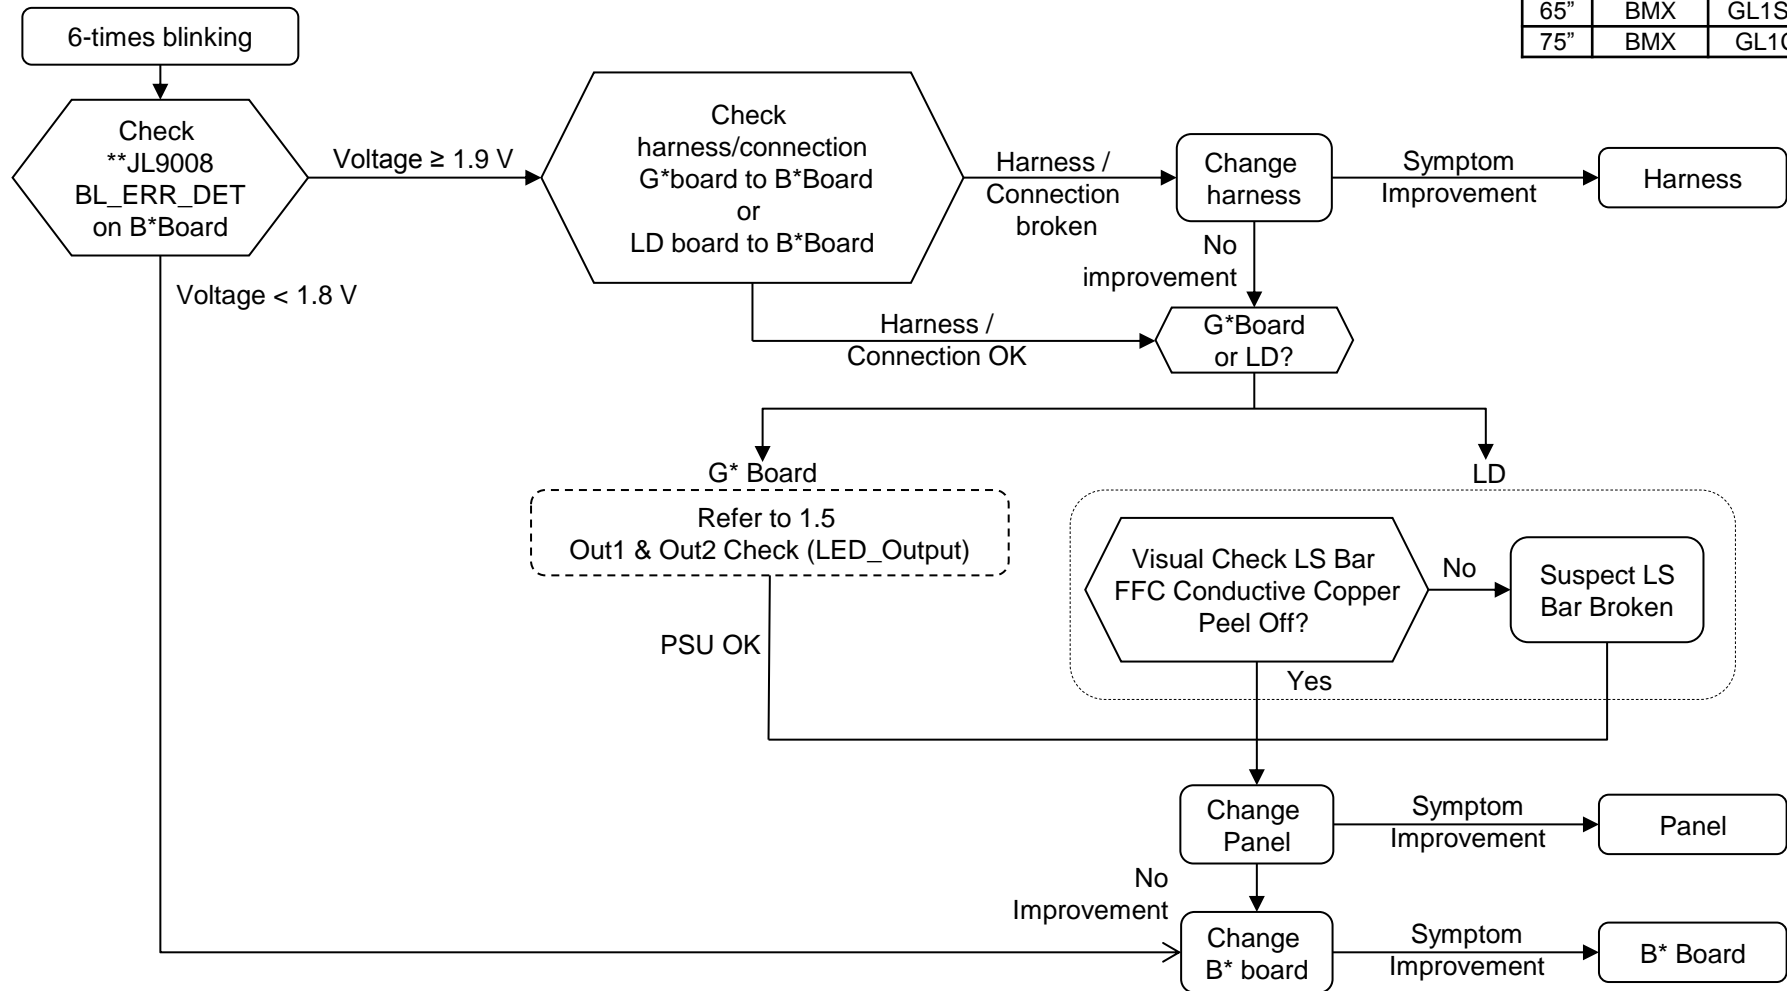 6-times blinking
65” BMX
75” BMX
Check
**JL9008
BL_ERR_DET
on B*Board
Voltage ≥ 1.9 V
Check
harness/connection
G*board to B*Board
or
LD board to B*Board
Harness /
Connection
broken
Change
harness
Symptom
Improvement
Harness
No
improvement
Voltage < 1.8 V
Harness /
Connection OK
G*Board
or LD?
G* Board
LD
Refer to 1.5
Out1 & Out2 Check (LED_Output)
Visual Check LS Bar
FFC Conductive Copper
Peel Off?
No
Suspect LS
Bar Broken
PSU OK
Yes
Change
Panel
Symptom
Improvement
Panel
No
Improvement
Change
B* board
Symptom
Improvement
B* Board